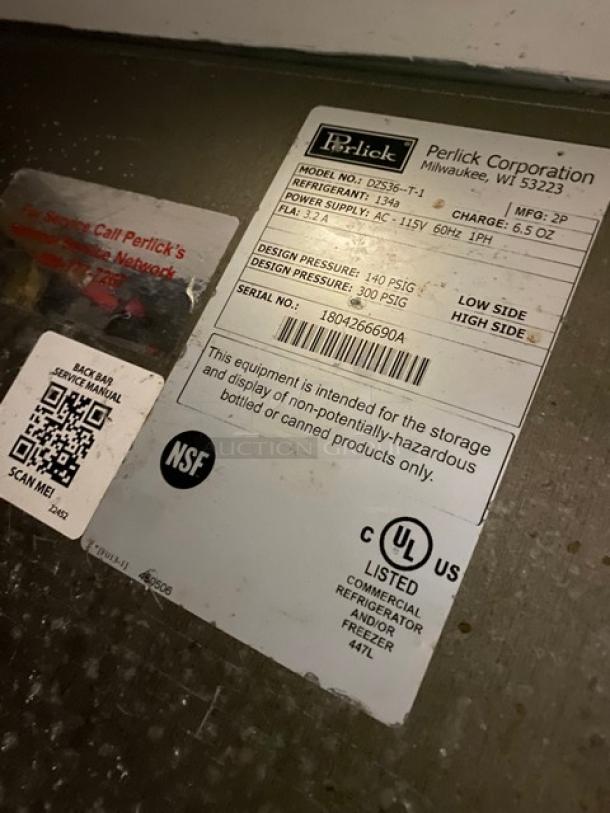 Perlick
Perlick Corporation
Milwaukee, WI 53223
MODEL NO.: DZS36--T-1
MFG: 2P
REFRIGERANT: 134a
CHARGE: 6.5 OZ
POWER SUPPLY: AC - 115V 60Hz 1PH
FLA: 3.2 A
DESIGN PRESSURE: 140 PSIG LOW SIDE
DESIGN PRESSURE: 300 PSIG HIGH SIDE
SERIAL NO.: 1804266690A
This equipment is intended for the storage
and display of non-potentially-hazardous
bottled or canned products only.
NSF
C UL US
LISTED
COMMERCIAL
REFRIGERATOR
AND/OR
FREEZER
447L
For Service Call Perlick's
Service Network
BACK BAR
SERVICE MANUAL
SCAN ME!
Z2452
AUCTION